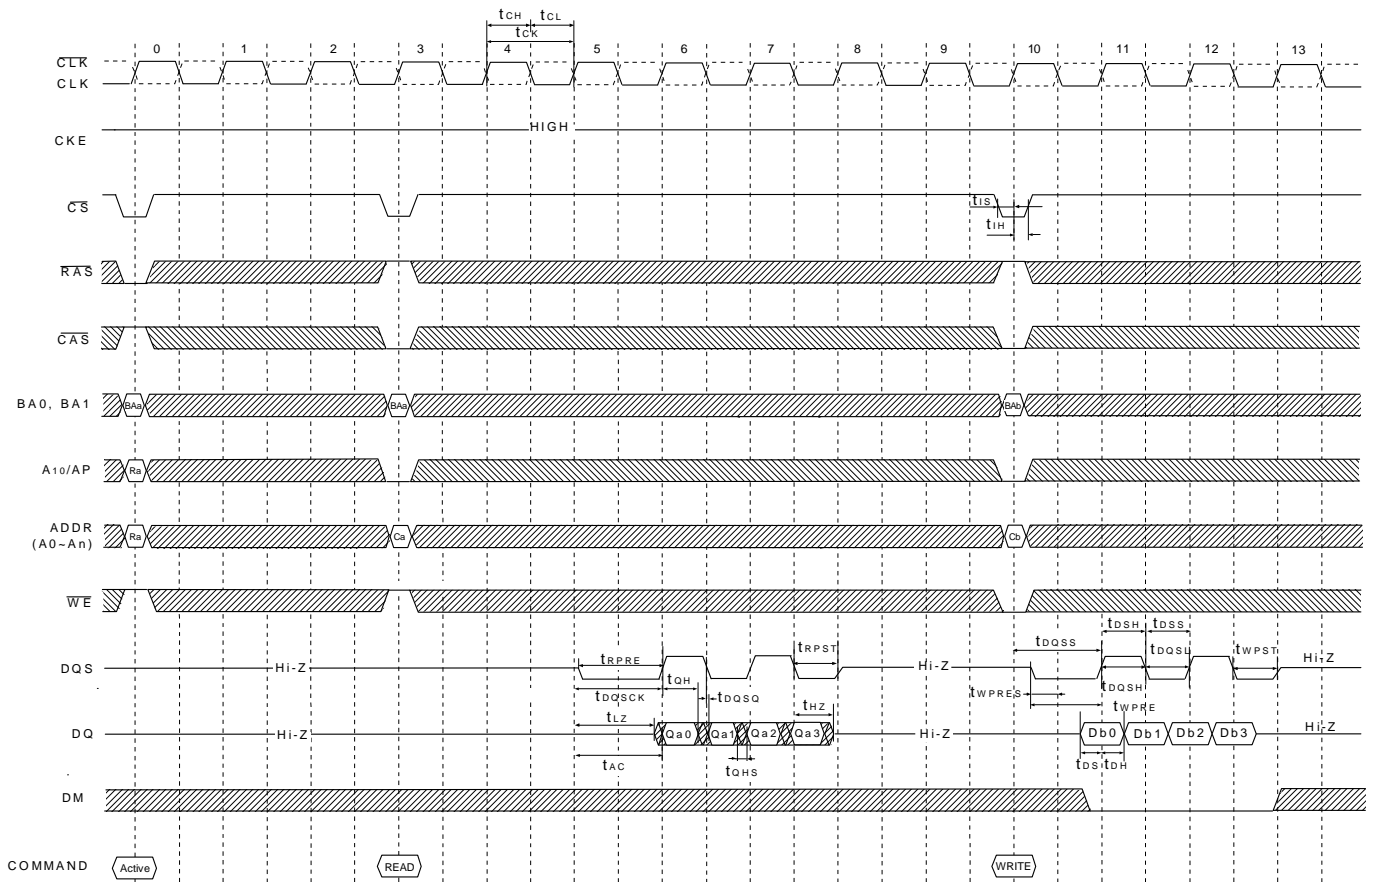 tCH tCL
tCK
0 1 2 3 4 5 6 7 8 9 10 11 12 13
CLK
CLK
HIGH
CKE
CS
tIS
tIH
RAS
CAS
BA0, BA1 BAa BAa BAb
A10/AP Ra
ADDR
(A0~An)
Ra Ca Cb
WE
tDSH tDSS
tDQSS tDQSL tWPST
tRPRE tRPST
DQS Hi-Z Hi-Z Hi-Z
tDQSCK tQH tDQSQ
tWPRES tDQSH
tWPRE
tLZ tHZ
DQ Hi-Z Qa0 Qa1 Qa2 Qa3 Hi-Z Db0 Db1 Db2 Db3 Hi-Z
tAC tQHS tDS tDH
DM
COMMAND Active READ WRITE